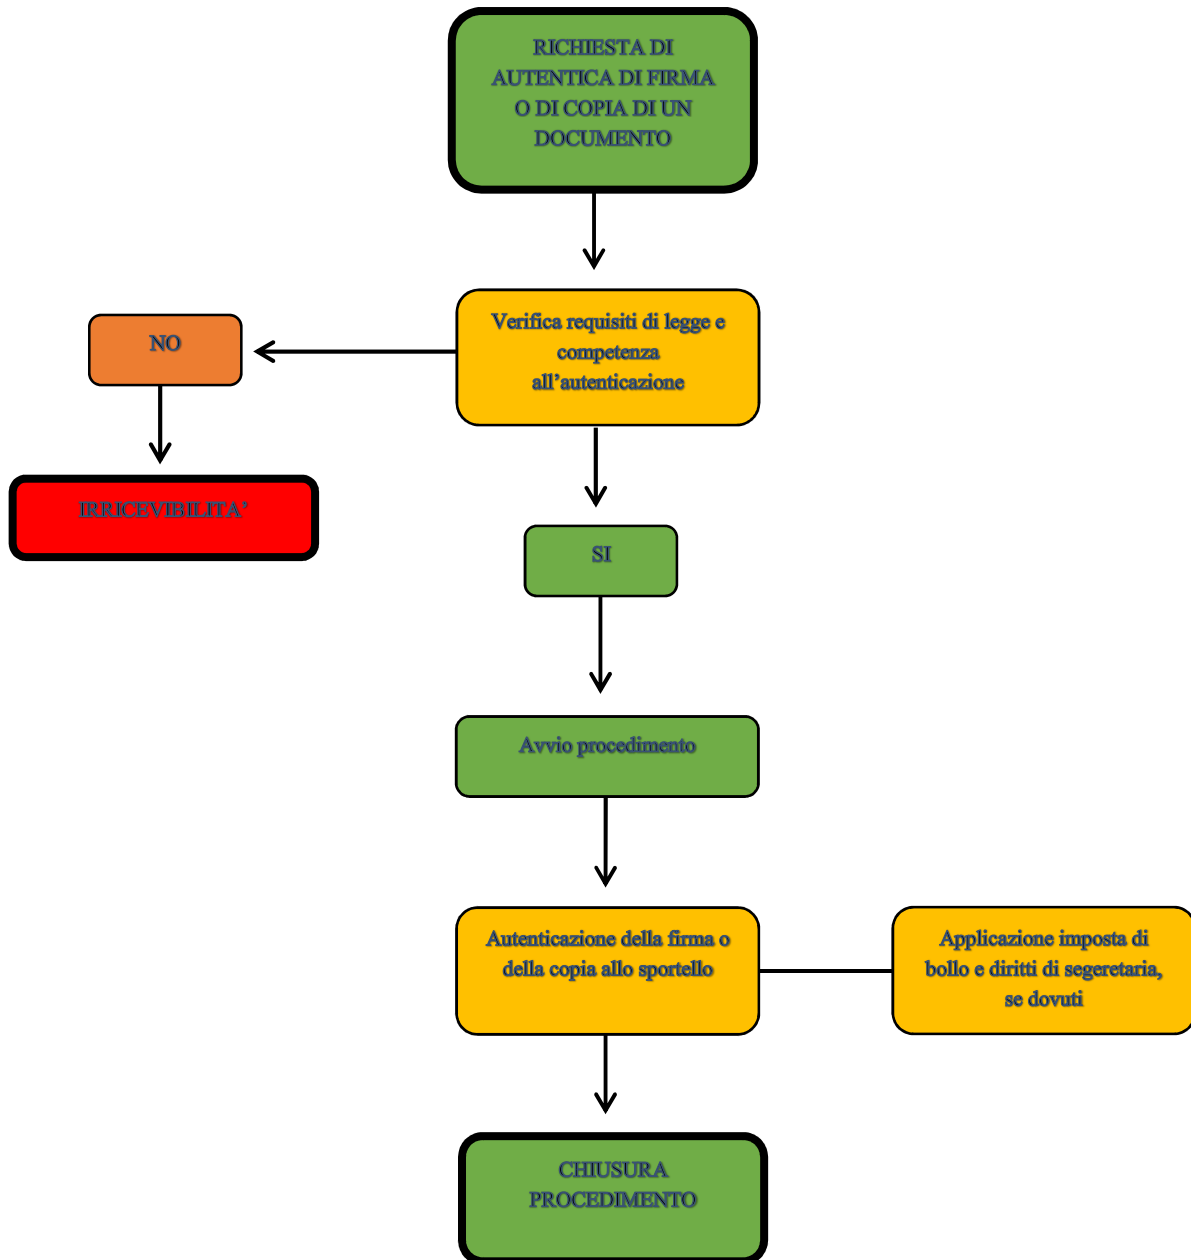 RICHIESTA DI
AUTENTICA DI FIRMA
O DI COPIA DI UN
DOCUMENTO
Verifica requisiti di legge e
competenza
all’autenticazione
NO
IRRICEVIBILITA’
SI
Avvio procedimento
Autenticazione della firma o
della copia allo sportello
Applicazione imposta di
bollo e diritti di segeretaria,
se dovuti
CHIUSURA
PROCEDIMENTO